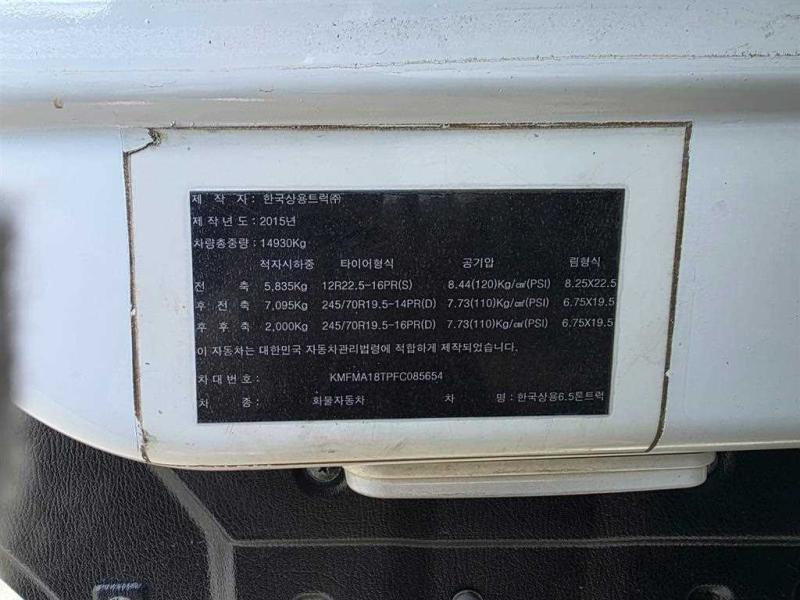 제 작 자 : 한국상용트럭㈜
제 작 년 도 : 2015년
차량총중량 : 14930Kg
적차시하중 타이어형식 공기압 림형식
전 축 5,835Kg 12R22.5-16PR(S) 8.44(120)Kg/㎠(PSI) 8.25X22.5
후 전 축 7,095Kg 245/70R19.5-14PR(D) 7.73(110)Kg/㎠(PSI) 6.75X19.5
후 후 축 2,000Kg 245/70R19.5-16PR(D) 7.73(110)Kg/㎠(PSI) 6.75X19.5
이 자동차는 대한민국 자동차관리법령에 적합하게 제작되었습니다.
차 대 번 호 : KMFMA18TPFC085654
차 종 : 화물자동차 차 명 : 한국상용6.5톤트럭